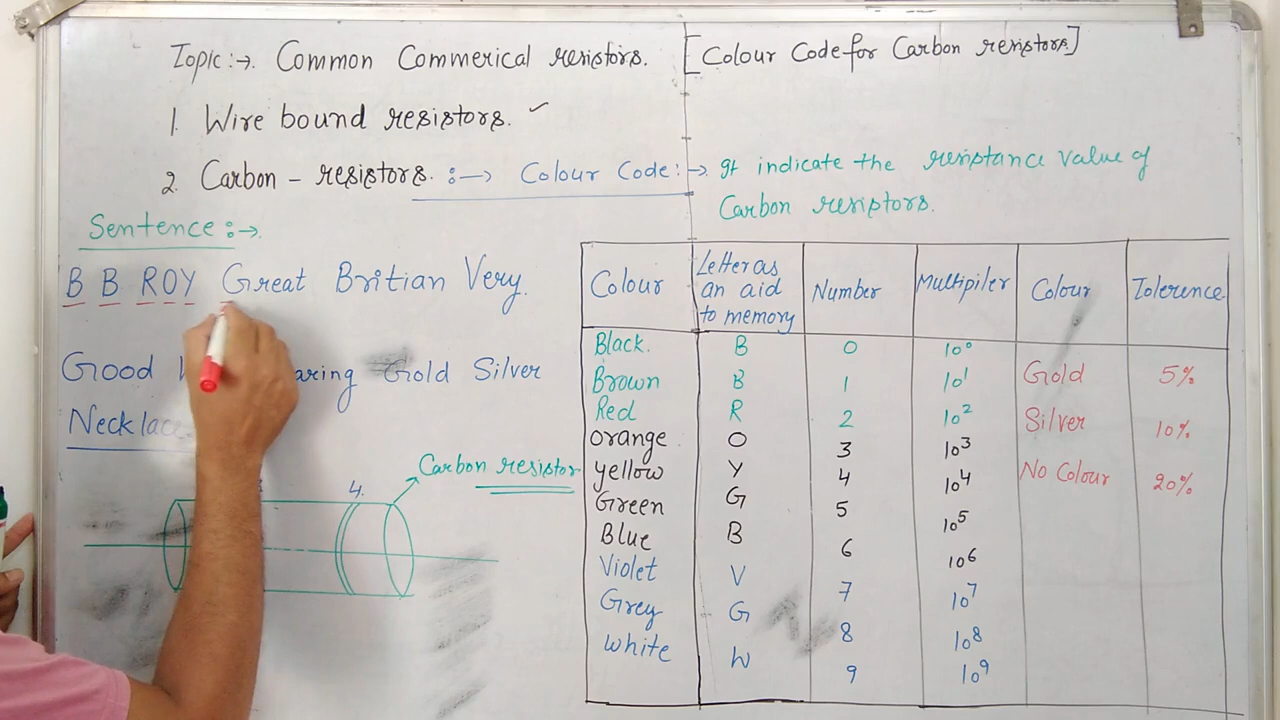 Topic:→. Common Commerical resistors. [Colour Code for Carbon resistors.]
1. Wire bound resistors. ✓
2. Carbon - resistors. :→ Colour Code:→ It indicate the resistance value of
Carbon resistors.
Sentence:→.
B B ROY Great Britian Very.
Good aring Gold Silver
Necklac
4.
Carbon resistor
Colour Letter as an aid to memory Number Multipiler Colour Tolerence
Black. B 0 10⁰
Brown B 1 10¹ Gold 5%
Red R 2 10² Silver 10%
orange. O 3 10³
yellow Y 4 10⁴ No Colour 20%
Green G 5 10⁵
Blue B 6 10⁶
Violet V 7 10⁷
Grey G 8 10⁸
White W 9 10⁹